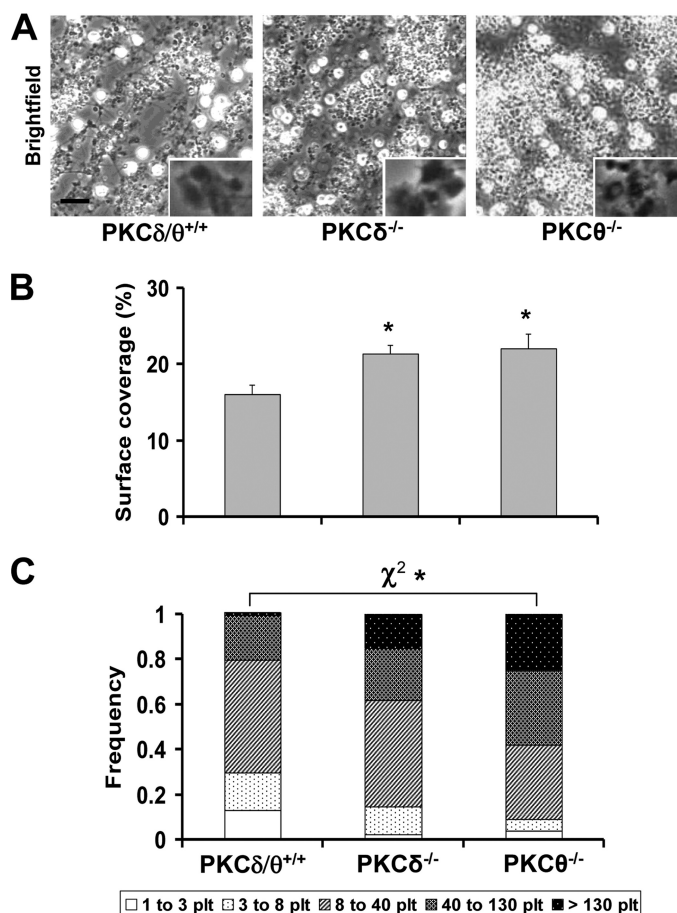 A
Brightfield
PKCδ/θ+/+ PKCδ-/- PKCθ-/-
B
Surface coverage (%)
30
20
10
0
*
*
C
χ2 *
Frequency
1
0.8
0.6
0.4
0.2
0
PKCδ/θ+/+ PKCδ-/- PKCθ-/-
1 to 3 plt 3 to 8 plt 8 to 40 plt 40 to 130 plt > 130 plt